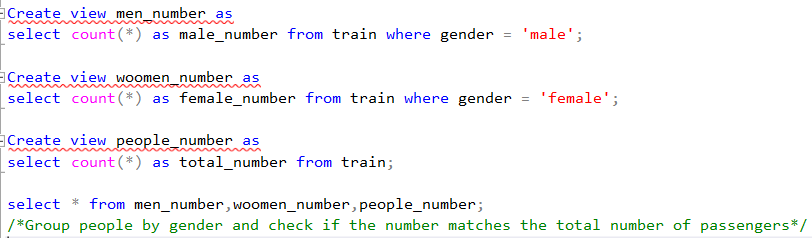 Create view men_number as
select count(*) as male_number from train where gender = 'male';
Create view woomen_number as
select count(*) as female_number from train where gender = 'female';
Create view people_number as
select count(*) as total_number from train;
select * from men_number,woomen_number,people_number;
/*Group people by gender and check if the number matches the total number of passengers*/